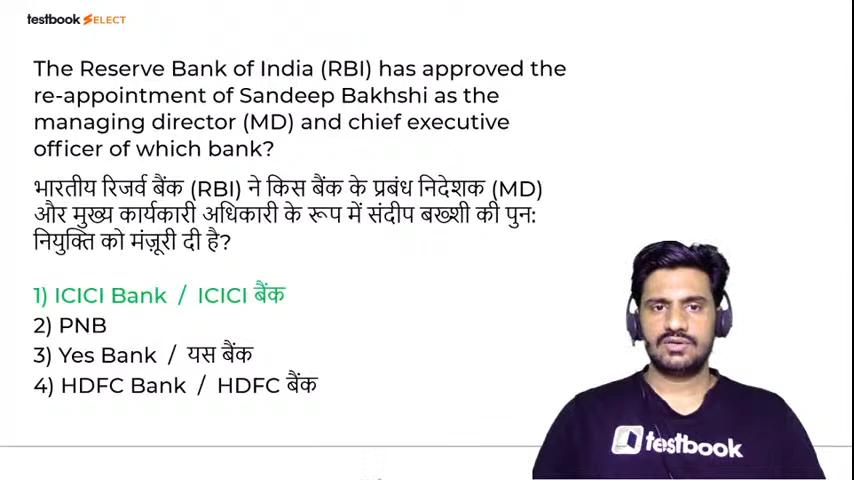 testbook SELECT
The Reserve Bank of India (RBI) has approved the
re-appointment of Sandeep Bakhshi as the
managing director (MD) and chief executive
officer of which bank?
भारतीय रिजर्व बैंक (RBI) ने किस बैंक के प्रबंध निदेशक (MD)
और मुख्य कार्यकारी अधिकारी के रूप में संदीप बख्शी की पुन:
नियुक्ति को मंज़ूरी दी है?
1) ICICI Bank / ICICI बैंक
2) PNB
3) Yes Bank / यस बैंक
4) HDFC Bank / HDFC बैंक
testbook